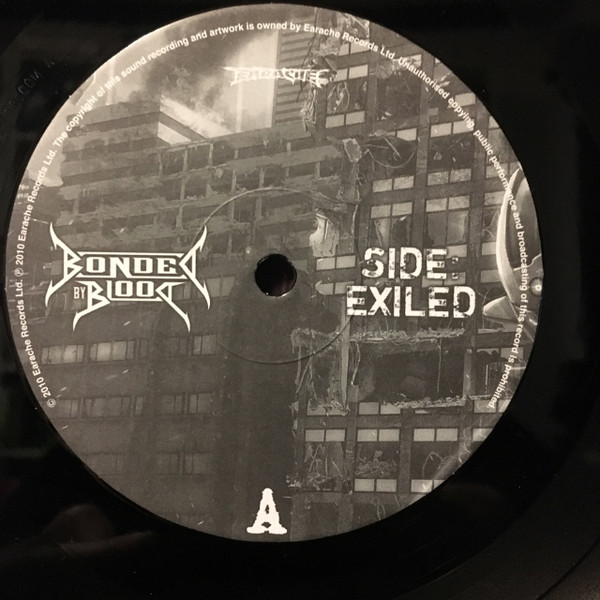 © 2010 Earache Records Ltd. ℗ 2010 Earache Records Ltd. The copyright of this sound recording and artwork is owned by Earache Records Ltd. Unauthorised copying, public performance and broadcasting of this record is prohibited
EARACHE
BONDED
BY BLOOD
SIDE:
EXILED
A